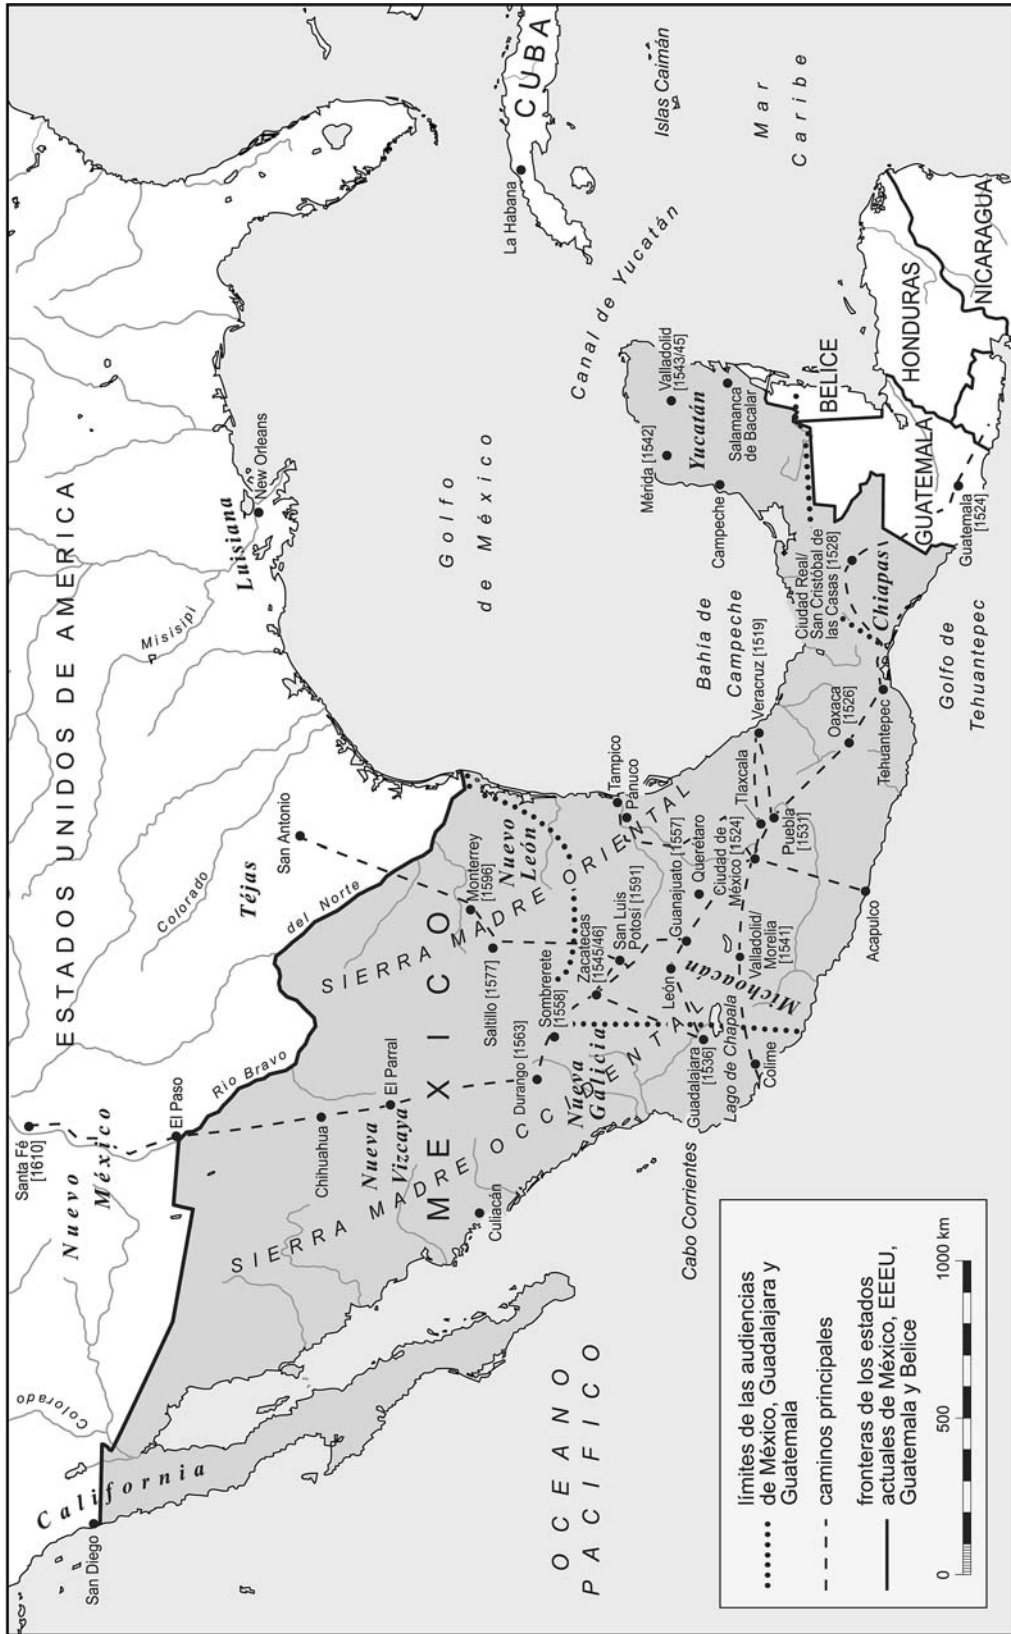 ESTADOS UNIDOS DE AMERICA
Santa Fé
[1610]
Nuevo
México
Colorado
California
San Diego
El Paso
Río Bravo
del Norte
Colorado
Téjas
San Antonio
Misisipi
Luisiana
New Orleans
Chihuahua
El Parral
Nueva
Vizcaya
SIERRA MADRE OCCIDENTAL
SIERRA MADRE ORIENTAL
MEXICO
Culiacán
Monterrey
[1596]
Nuevo
León
Saltillo [1577]
Durango [1563]
Sombrerete
[1558]
Zacatecas
[1545/46]
San Luis
Potosí [1591]
Nueva
Galicia
Tampico
Pánuco
Guanajuato [1557]
Querétaro
León
Guadalajara
[1536]
Lago de Chapala
Michoacán
Colime
Valladolid/
Morelia
[1541]
Ciudad de
México [1524]
Tlaxcala
Puebla
[1531]
Veracruz [1519]
Acapulco
Oaxaca
[1526]
Tehuantepec
Golfo de
Tehuantepec
Chiapas
Ciudad Real/
San Cristóbal de
las Casas [1528]
Bahía de
Campeche
Golfo
de México
Campeche
Mérida [1542]
Yucatán
Valladolid
[1543/45]
Salamanca
de Bacalar
Canal de Yucatán
La Habana
CUBA
Islas Caimán
Mar
Caribe
BELICE
GUATEMALA
Guatemala
[1524]
HONDURAS
NICARAGUA
Cabo Corrientes
OCEANO
PACIFICO
límites de las audiencias
de México, Guadalajara y
Guatemala
caminos principales
fronteras de los estados
actuales de México, EEEU,
Guatemala y Belice
0 500 1000 km